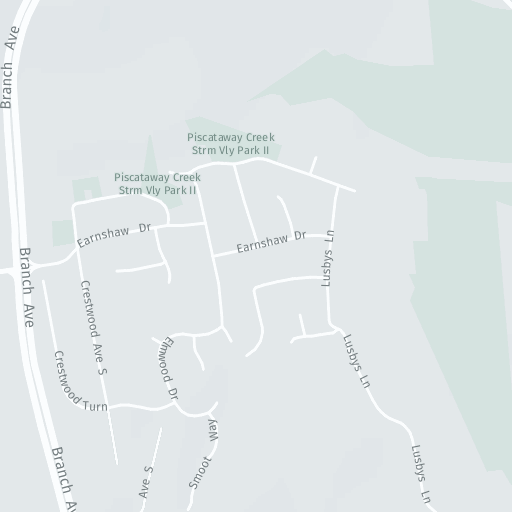 Branch Ave
Piscataway Creek
Strm Vly Park II
Piscataway Creek
Strm Vly Park II
Earnshaw Dr
Earnshaw Dr
Lusbys Ln
Branch Ave
Crestwood Ave S
Elmwood Dr
Lusbys Ln
Crestwood Turn
Smoot Way
Lusbys Ln
Branch Av
Ave S